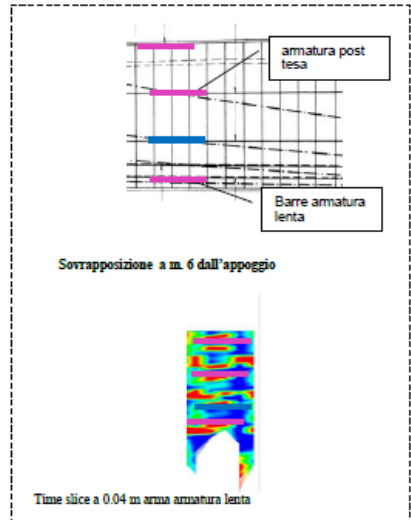 armatura post
tesa
Barre armatura
lenta
Sovrapposizione a m. 6 dall'appoggio
Time slice a 0.04 m arma armatura lenta